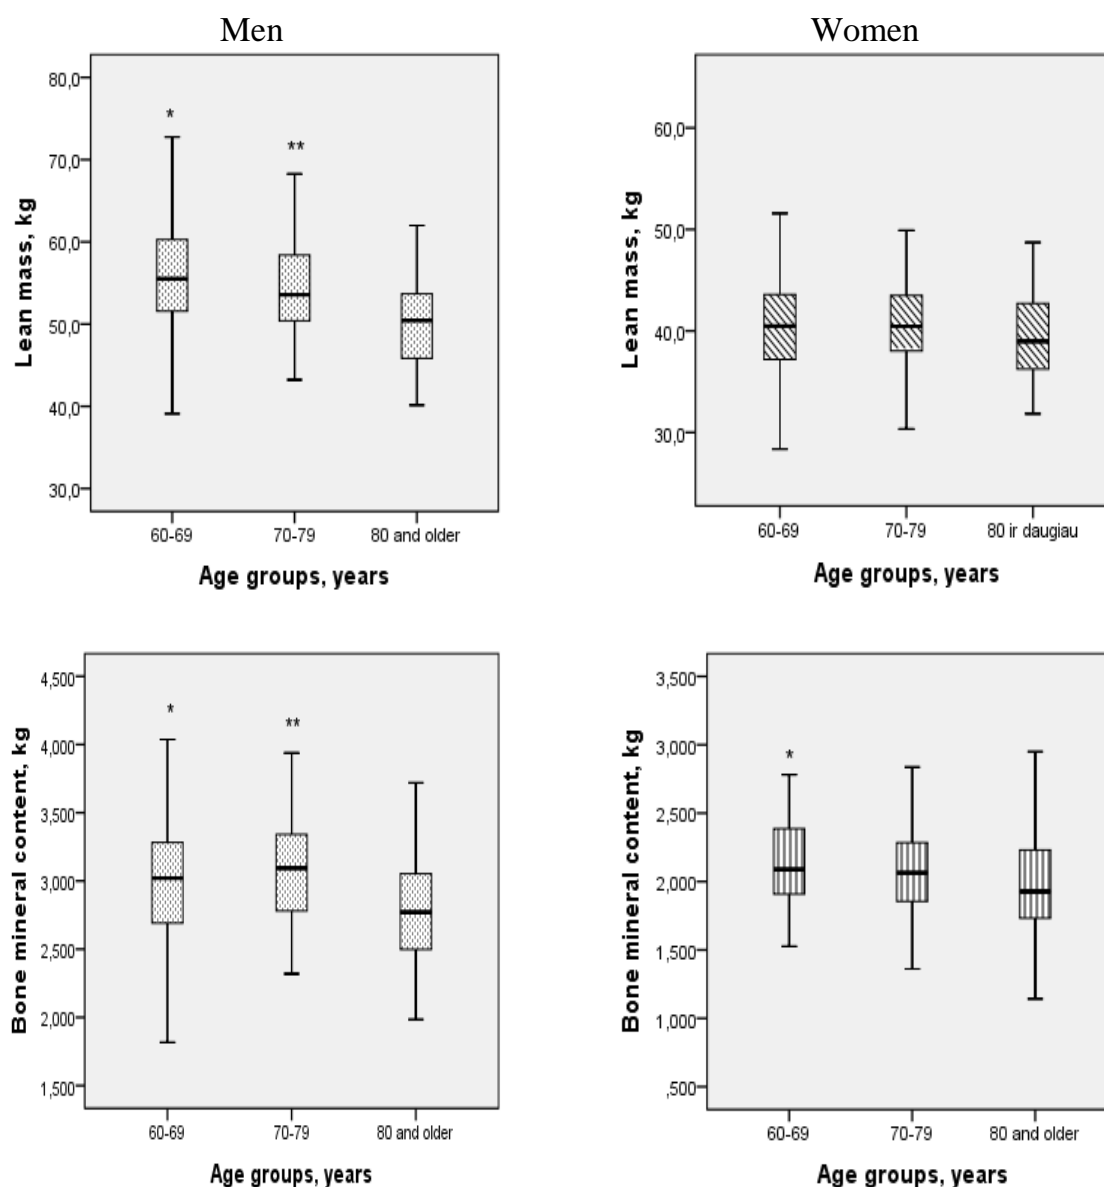 Men
Women
Lean mass, kg
80,0
70,0
60,0
50,0
40,0
30,0
*
**
60-69
70-79
80 and older
Age groups, years
Lean mass, kg
60,0
50,0
40,0
30,0
60-69
70-79
80 ir daugiau
Age groups, years
Bone mineral content, kg
4,500
4,000
3,500
3,000
2,500
2,000
1,500
*
**
60-69
70-79
80 and older
Age groups, years
Bone mineral content, kg
3,500
3,000
2,500
2,000
1,500
1,000
,500
*
60-69
70-79
80 and older
Age groups, years